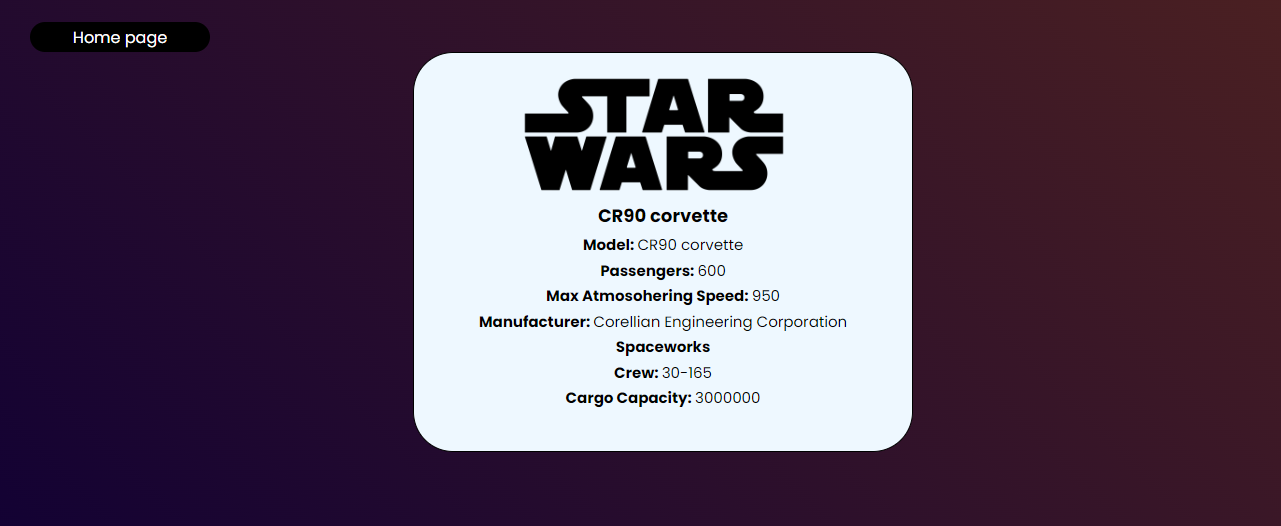 Home page
STAR
WARS
CR90 corvette
Model: CR90 corvette
Passengers: 600
Max Atmosohering Speed: 950
Manufacturer: Corellian Engineering Corporation
Spaceworks
Crew: 30-165
Cargo Capacity: 3000000